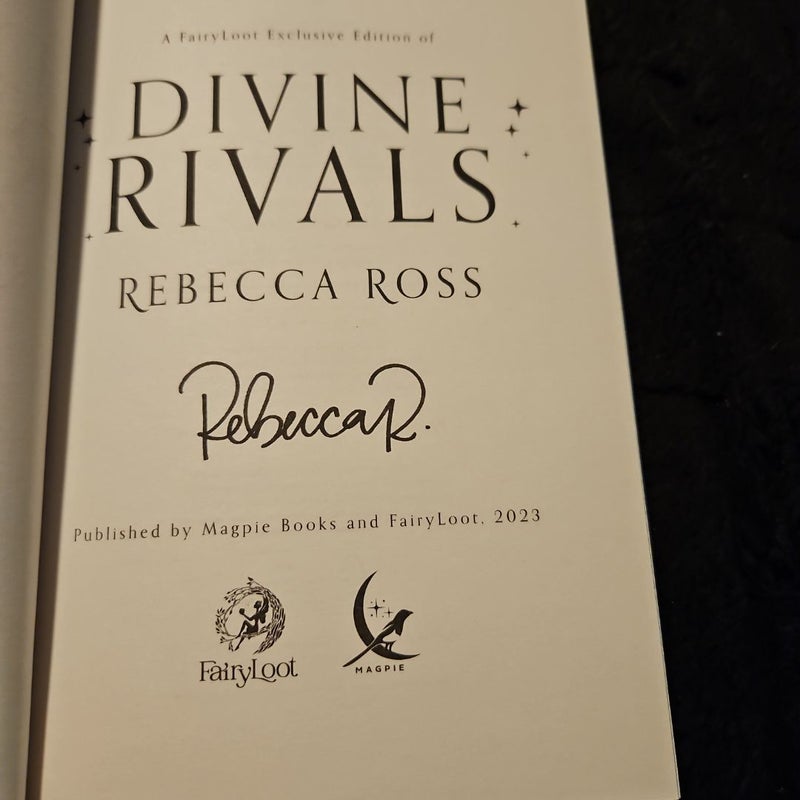 A FairyLoot Exclusive Edition of
DIVINE
RIVALS
REBECCA ROSS
RebeccaR.
Published by Magpie Books and FairyLoot, 2023
FairyLoot
MAGPIE